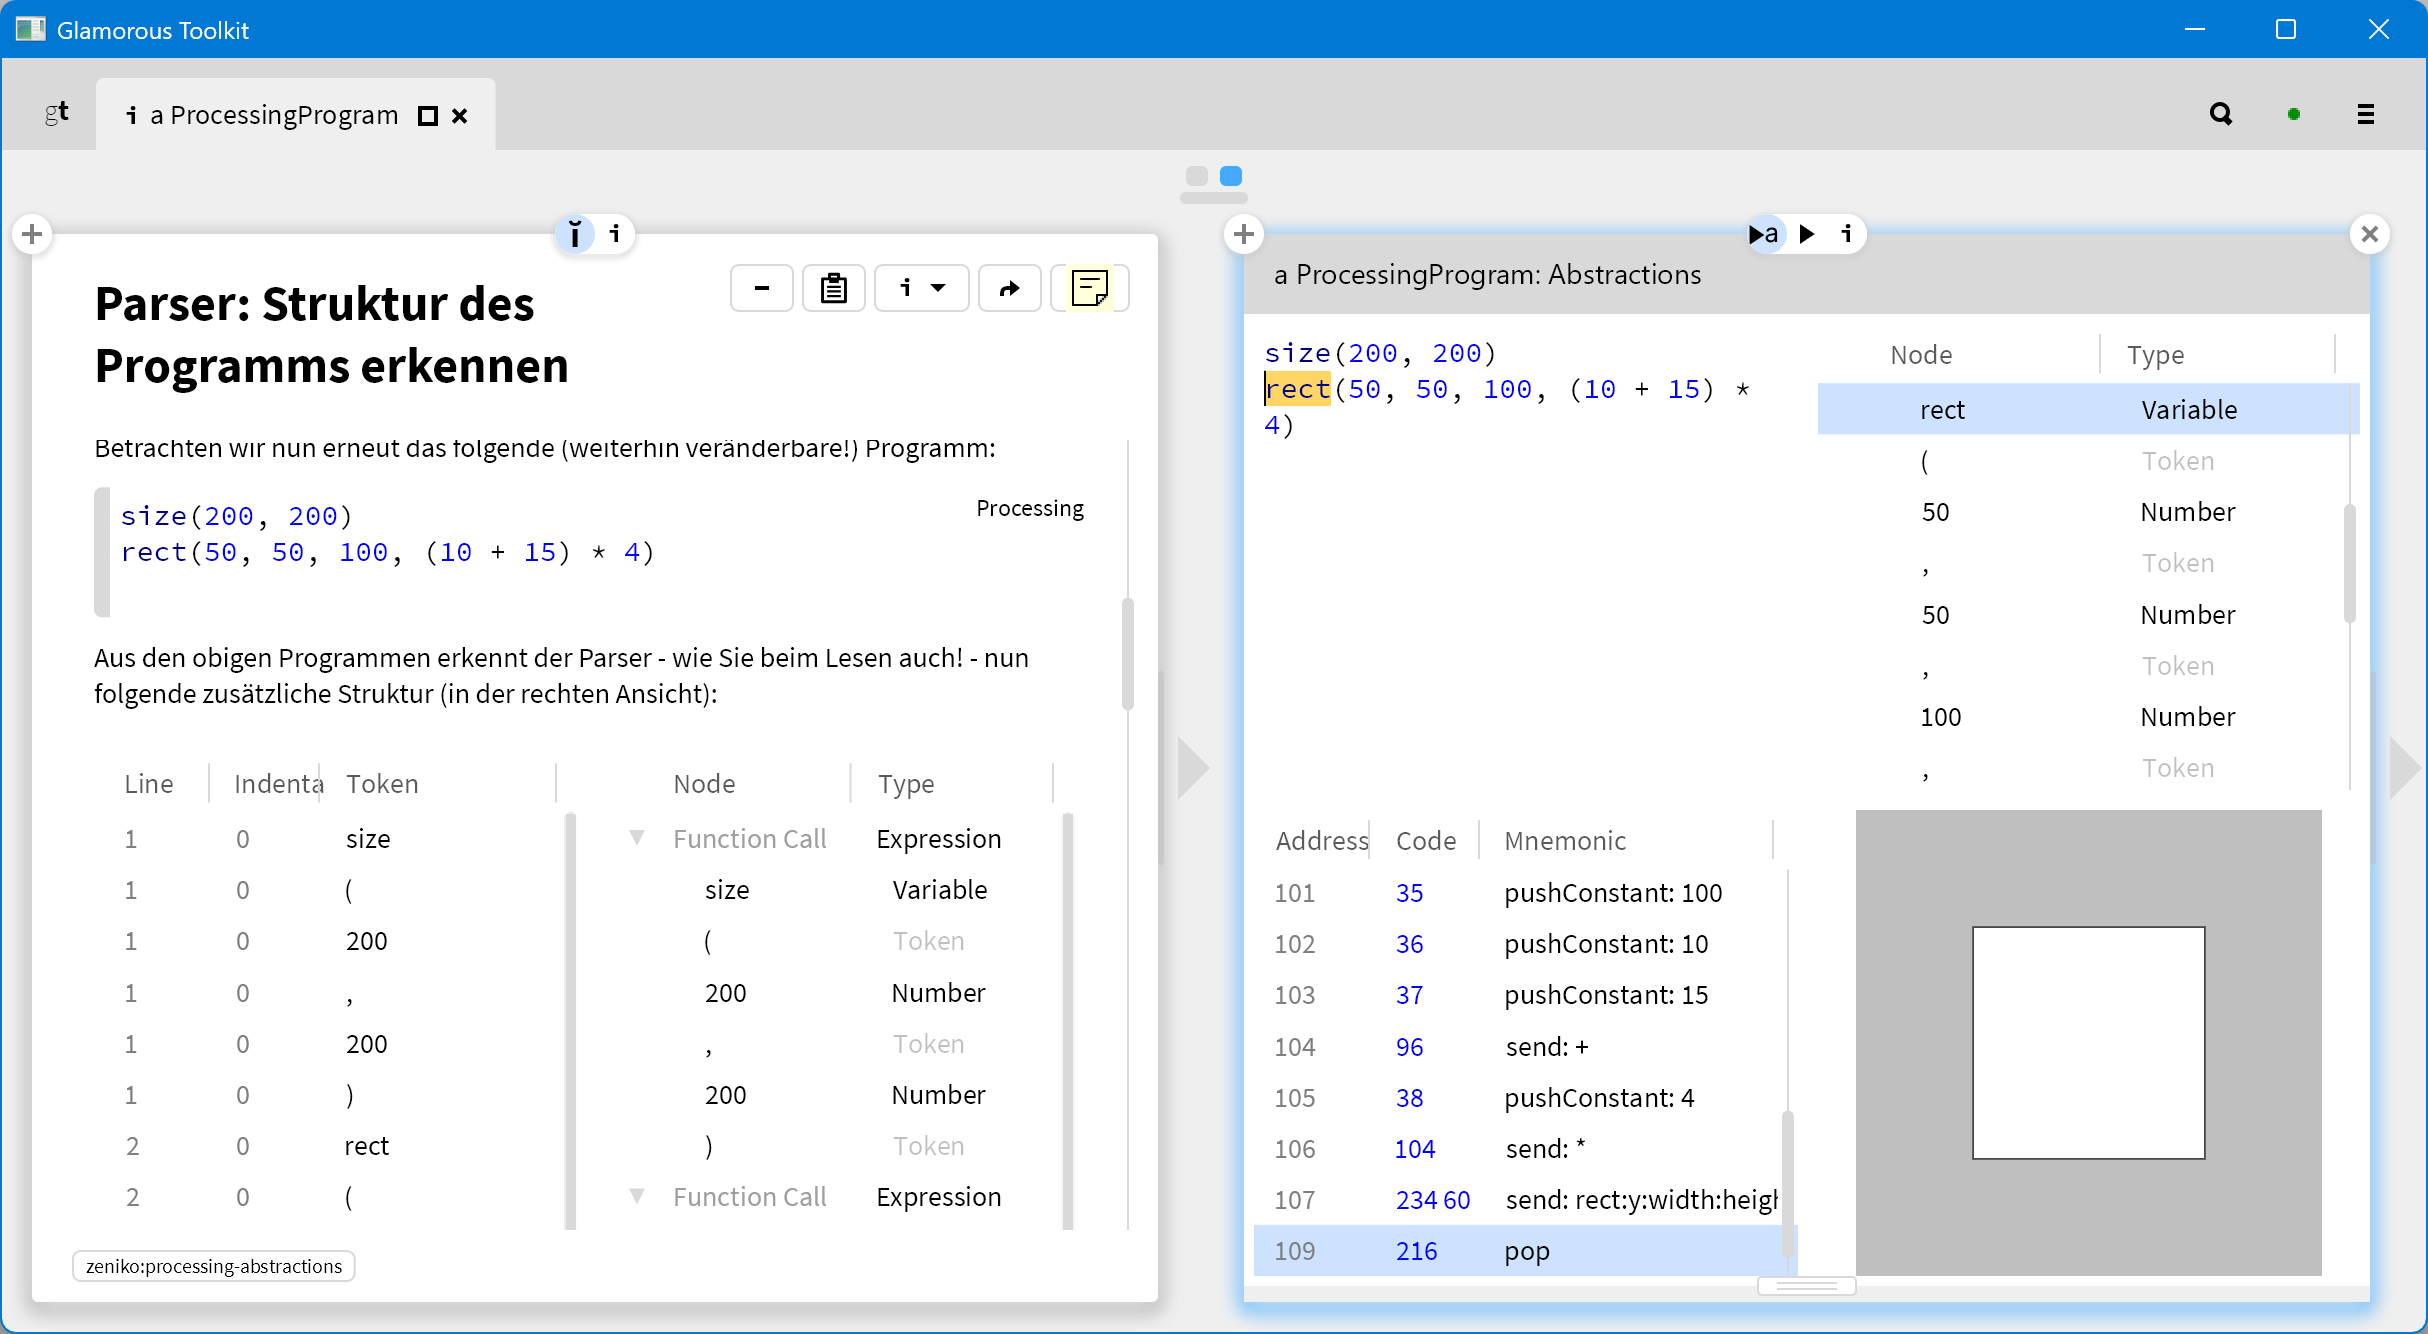 Glamorous Toolkit
gt
i a ProcessingProgram
Parser: Struktur des
Programms erkennen
Betrachten wir nun erneut das folgende (weiterhin veränderbare!) Programm:
size(200, 200)
Processing
rect(50, 50, 100, (10 + 15) * 4)
Aus den obigen Programmen erkennt der Parser - wie Sie beim Lesen auch! - nun
folgende zusätzliche Struktur (in der rechten Ansicht):
Line Indenta Token
1 0 size
1 0 (
1 0 200
1 0 ,
1 0 200
1 0 )
2 0 rect
2 0 (
Node Type
Function Call Expression
size Variable
( Token
200 Number
, Token
200 Number
) Token
Function Call Expression
zeniko:processing-abstractions
a ProcessingProgram: Abstractions
size(200, 200)
rect(50, 50, 100, (10 + 15) *
4)
Node Type
rect Variable
( Token
50 Number
, Token
50 Number
, Token
100 Number
, Token
Address Code Mnemonic
101 35 pushConstant: 100
102 36 pushConstant: 10
103 37 pushConstant: 15
104 96 send: +
105 38 pushConstant: 4
106 104 send: *
107 234 60 send: rect:y:width:heigh
109 216 pop